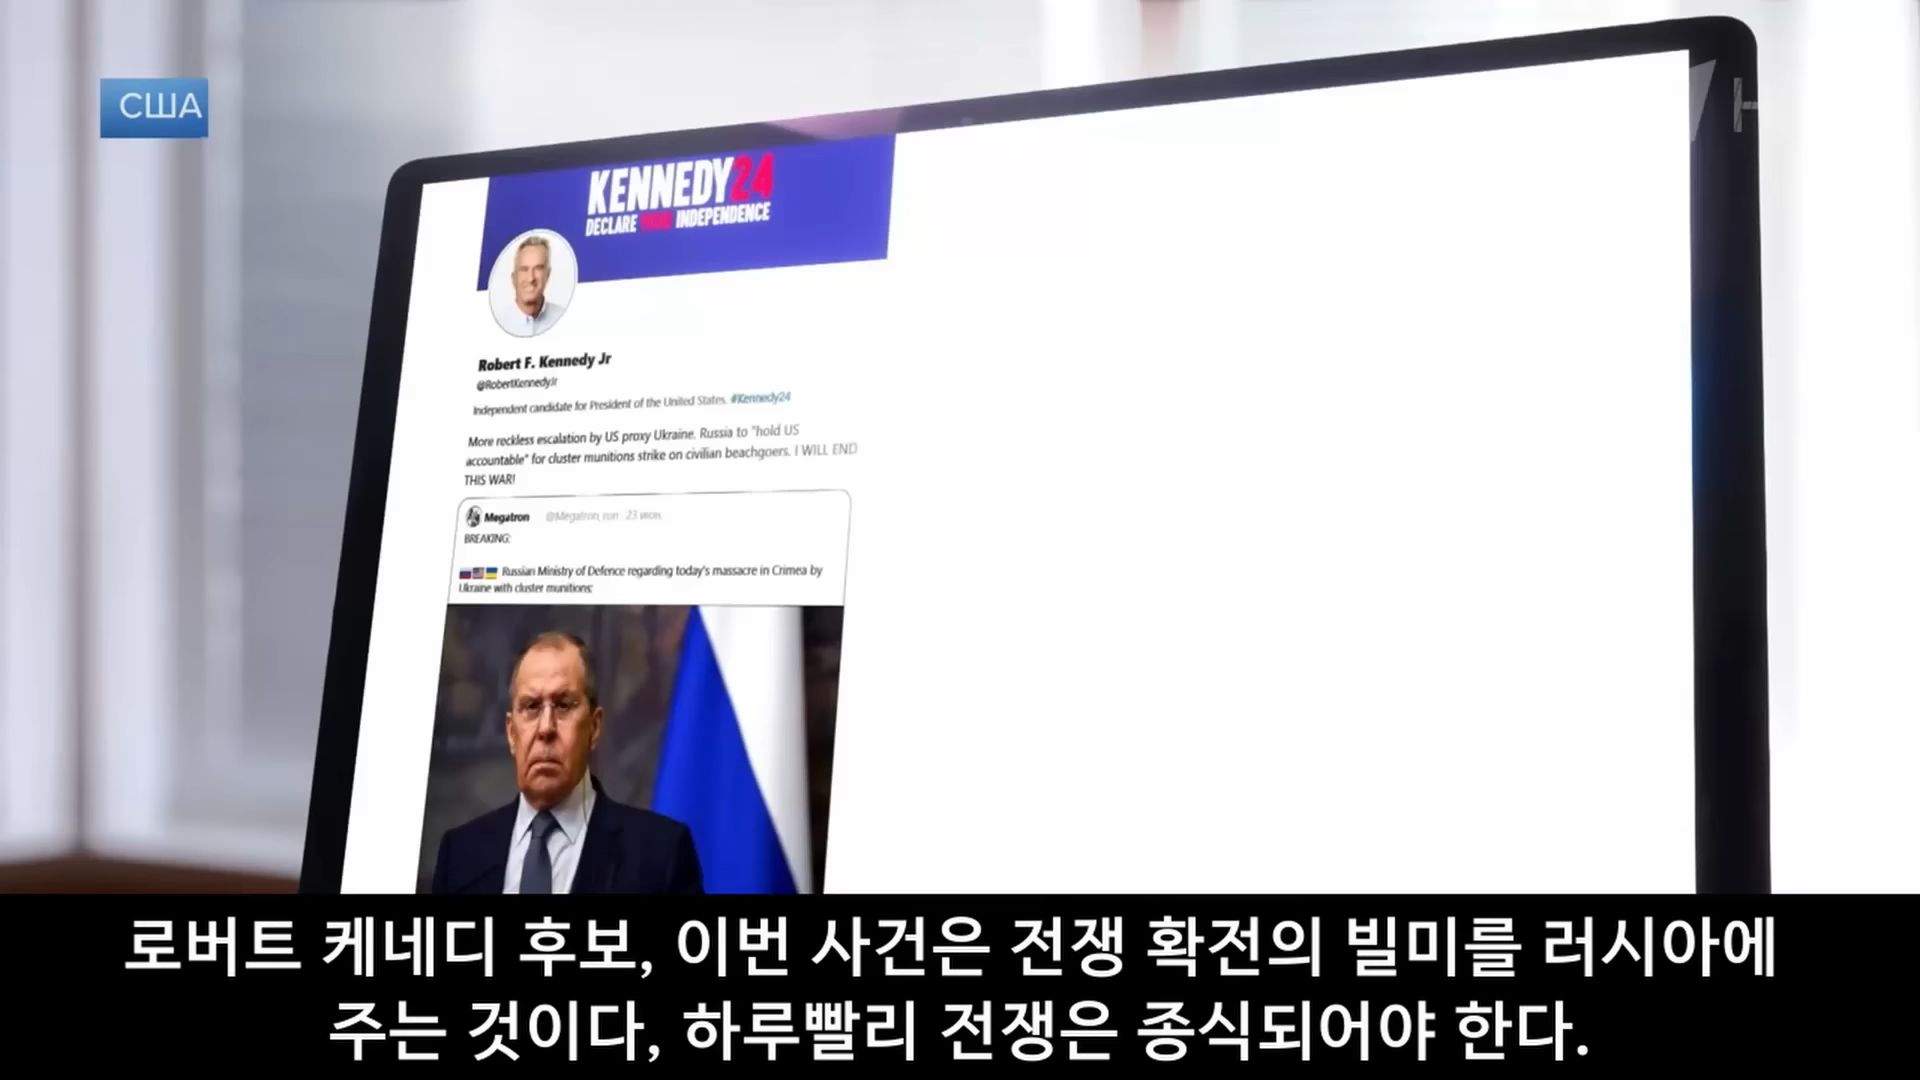 США
KENNEDY24
DECLARE YOUR INDEPENDENCE
Robert F. Kennedy Jr
@RobertKennedyJr
Independent candidate for President of the United States. #Kennedy24
More reckless escalation by US proxy Ukraine. Russia to "hold US
accountable" for cluster munitions strike on civilian beachgoers. I WILL END
THIS WAR!
Megatron @Megatron_ron · 23 июн.
BREAKING:
Russian Ministry of Defence regarding today's massacre in Crimea by
Ukraine with cluster munitions:
로버트 케네디 후보, 이번 사건은 전쟁 확전의 빌미를 러시아에
주는 것이다, 하루빨리 전쟁은 종식되어야 한다.